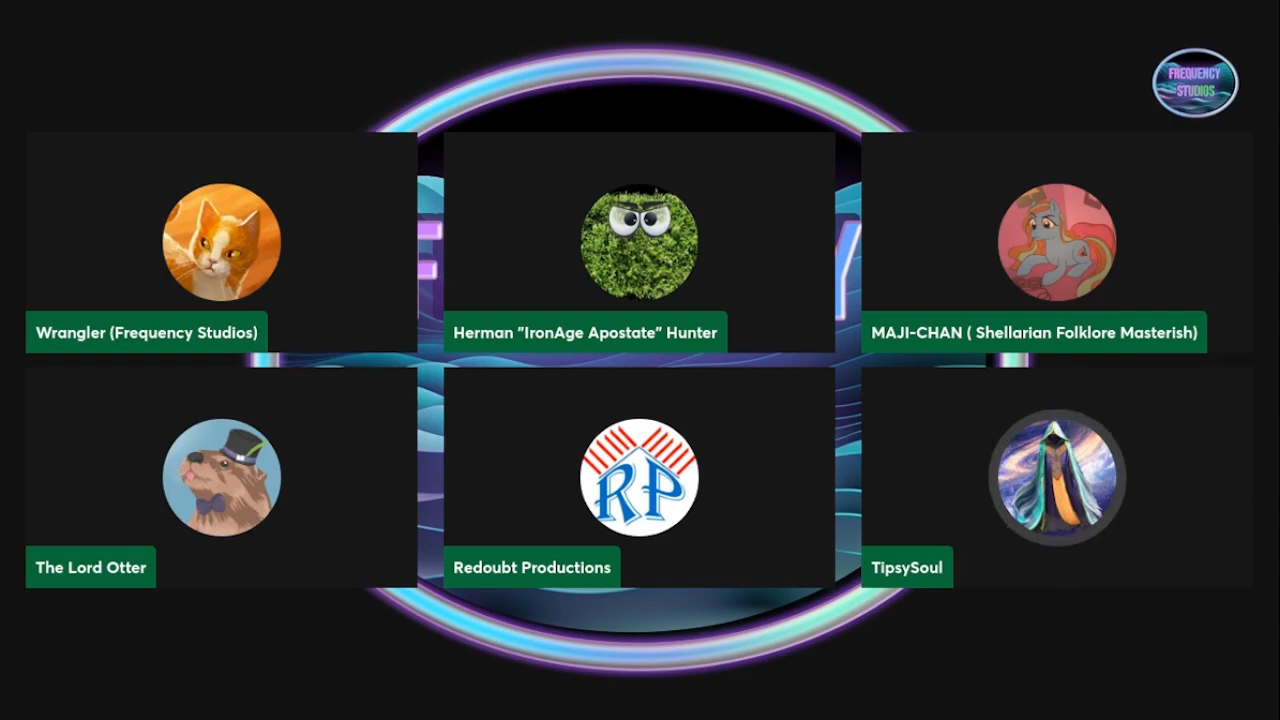 FREQUENCY
STUDIOS
Wrangler (Frequency Studios)
Herman "IronAge Apostate" Hunter
MAJI-CHAN ( Shellarian Folklore Masterish)
RP
The Lord Otter
Redoubt Productions
TipsySoul